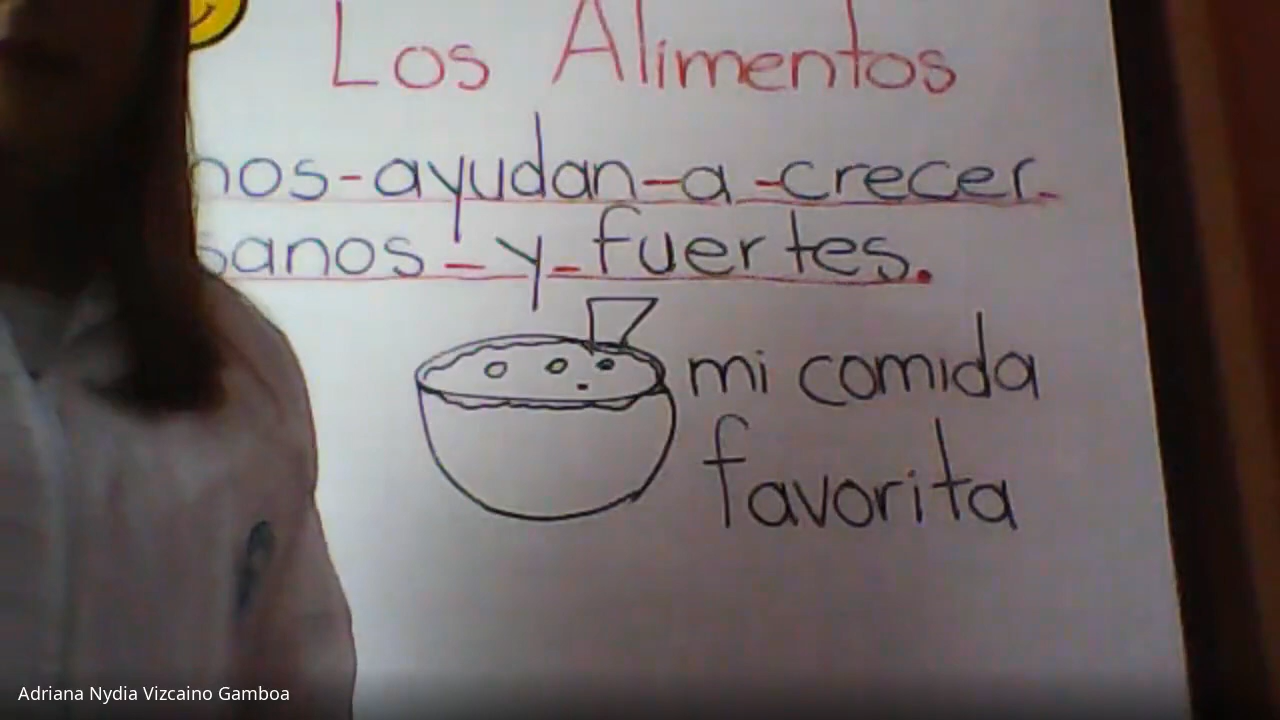 Los Alimentos
nos-ayudan-a-crecer-
sanos-y-fuertes.
mi comida
favorita
Adriana Nydia Vizcaino Gamboa